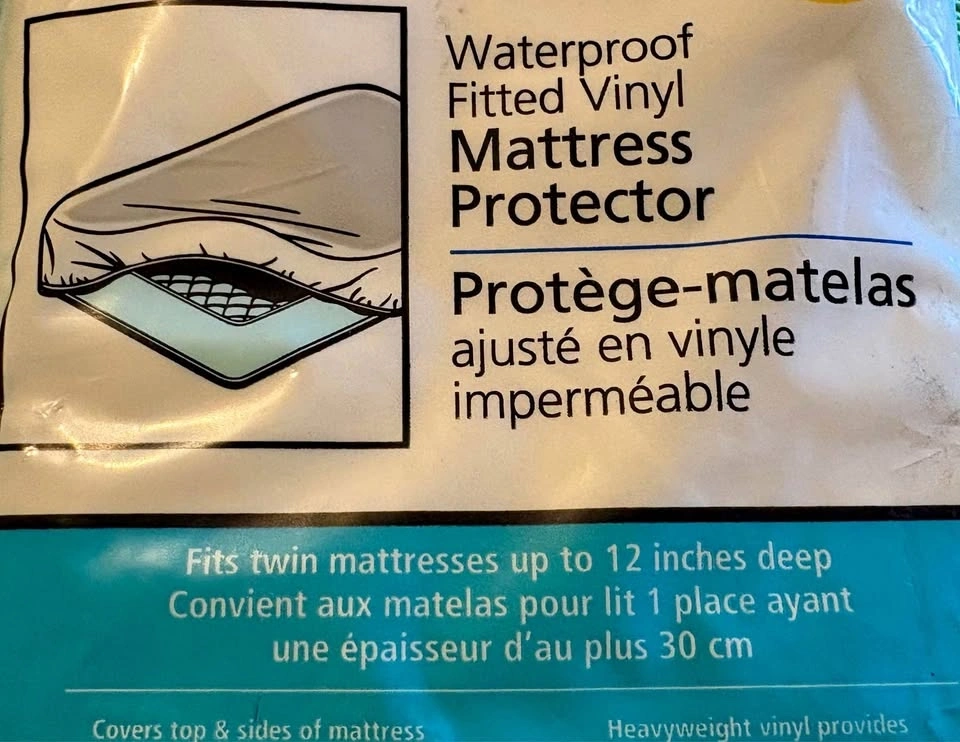 Waterproof
Fitted Vinyl
Mattress
Protector
Protège-matelas
ajusté en vinyle
imperméable
Fits twin mattresses up to 12 inches deep
Convient aux matelas pour lit 1 place ayant
une épaisseur d'au plus 30 cm
Covers top & sides of mattress
Heavyweight vinyl provides